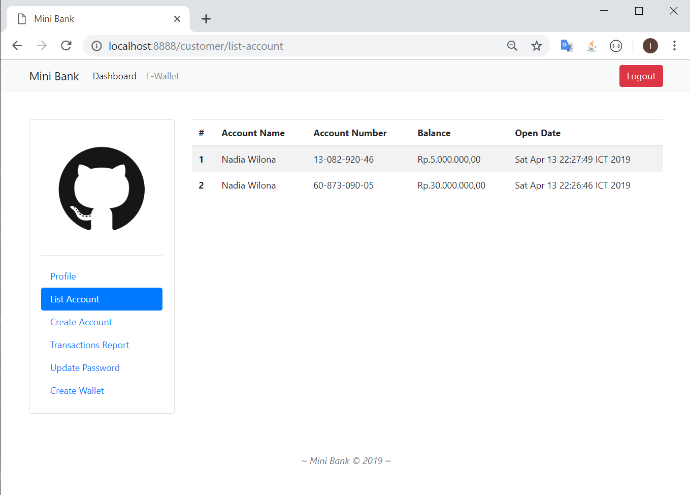 Mini Bank
localhost:8888/customer/list-account
Mini Bank Dashboard E-Wallet Logout
# Account Name Account Number Balance Open Date
1 Nadia Wilona 13-082-920-46 Rp.5.000.000,00 Sat Apr 13 22:27:49 ICT 2019
2 Nadia Wilona 60-873-090-05 Rp.30.000.000,00 Sat Apr 13 22:26:46 ICT 2019
Profile
List Account
Create Account
Transactions Report
Update Password
Create Wallet
~ Mini Bank © 2019 ~